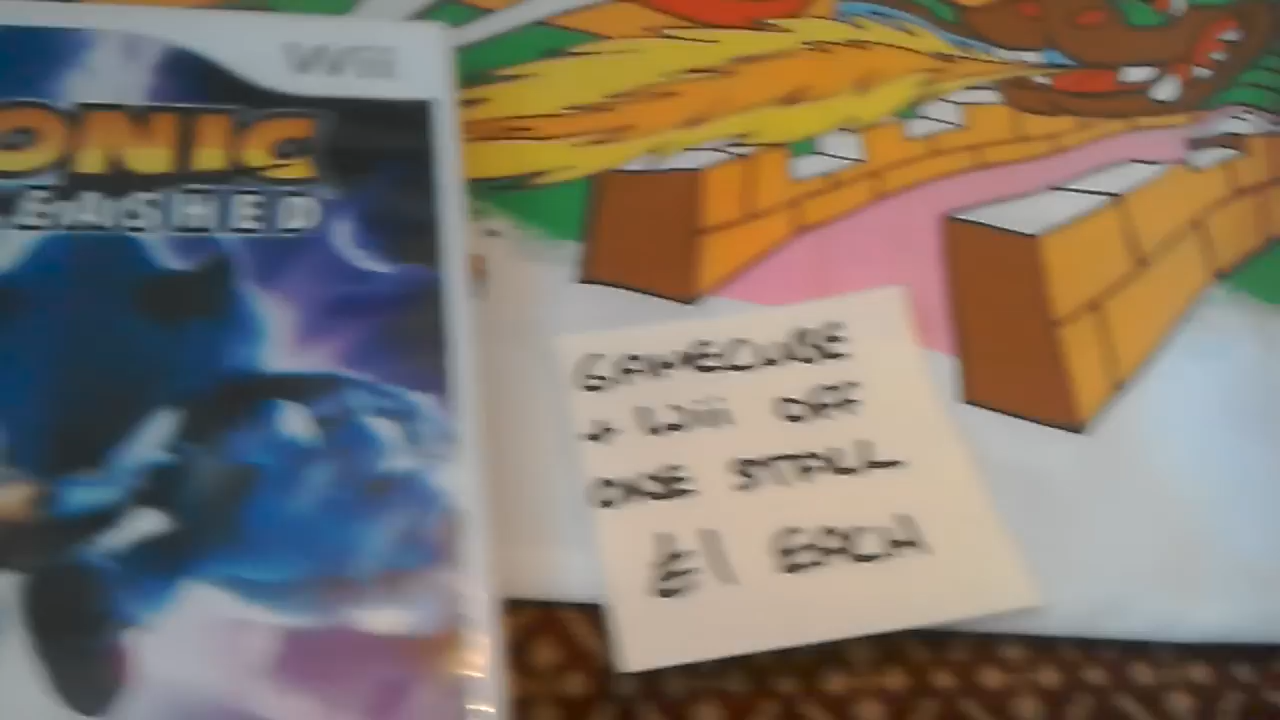 Wii
ONIC
LEASHED
GAMECUBE
+ Wii OFF
ONE STALL
£1 EACH